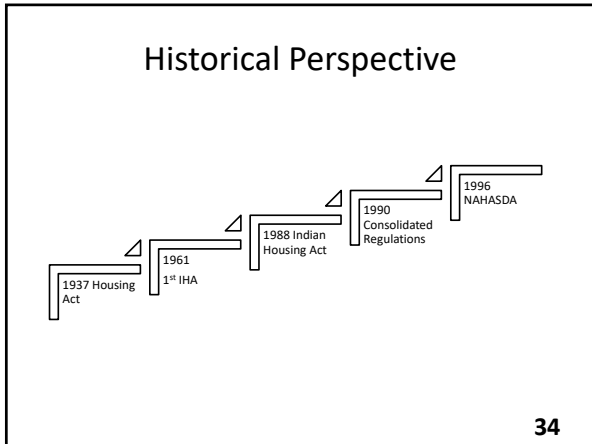 Historical Perspective
1937 Housing
Act
1961
1st IHA
1988 Indian
Housing Act
1990
Consolidated
Regulations
1996
NAHASDA
34